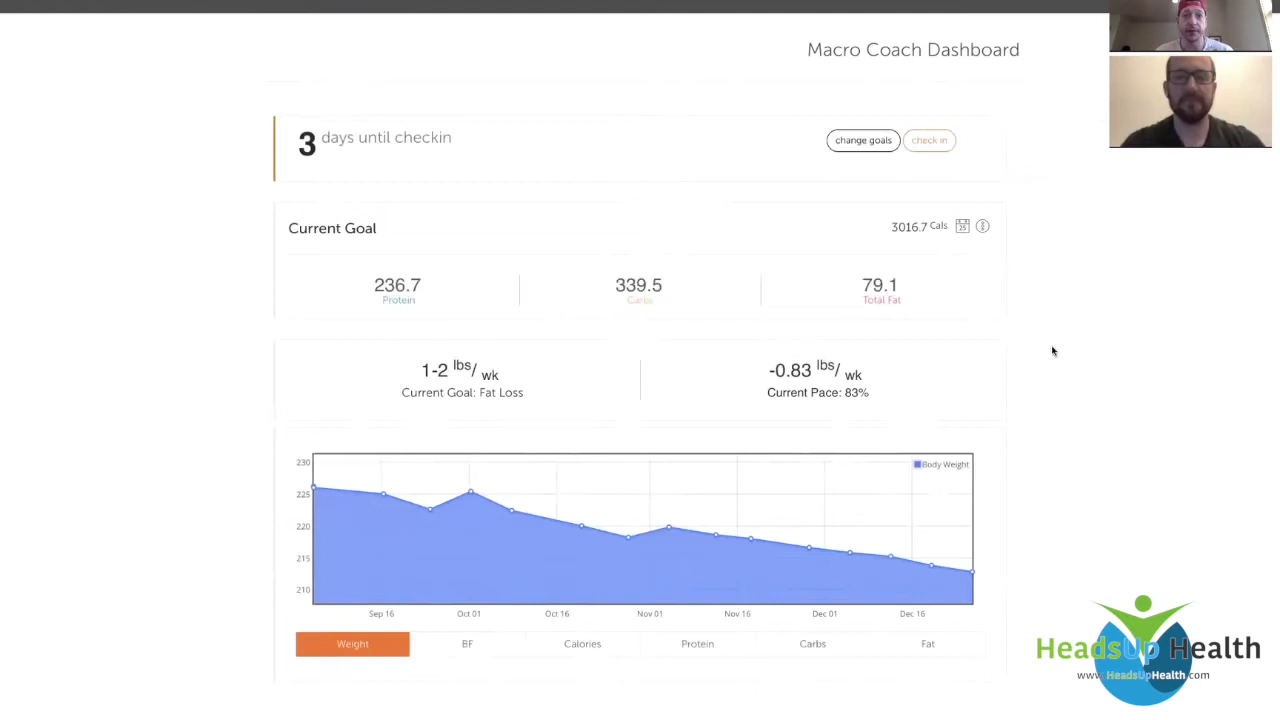 Macro Coach Dashboard
3 days until checkin
change goals
check in
Current Goal
3016.7 Cals
25
236.7
Protein
339.5
Carbs
79.1
Total Fat
1-2 lbs/wk
Current Goal: Fat Loss
-0.83 lbs/wk
Current Pace: 83%
Body Weight
230
225
220
215
210
Sep 16
Oct 01
Oct 16
Nov 01
Nov 16
Dec 01
Dec 16
Weight
BF
Calories
Protein
Carbs
Fat
HeadsUp Health
www.HeadsUpHealth.com